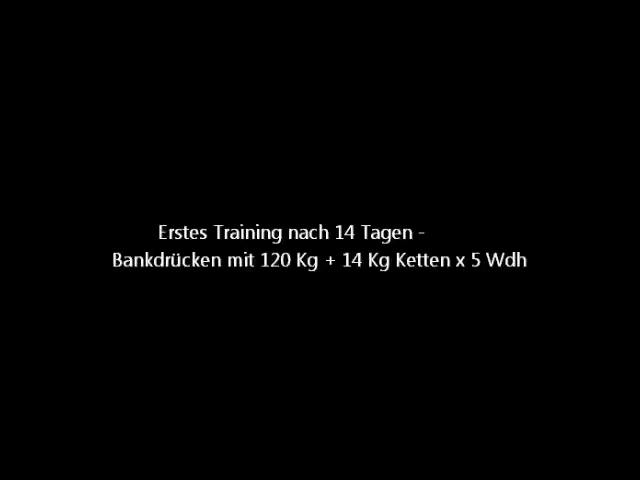 Erstes Training nach 14 Tagen -
Bankdrücken mit 120 Kg + 14 Kg Ketten x 5 Wdh